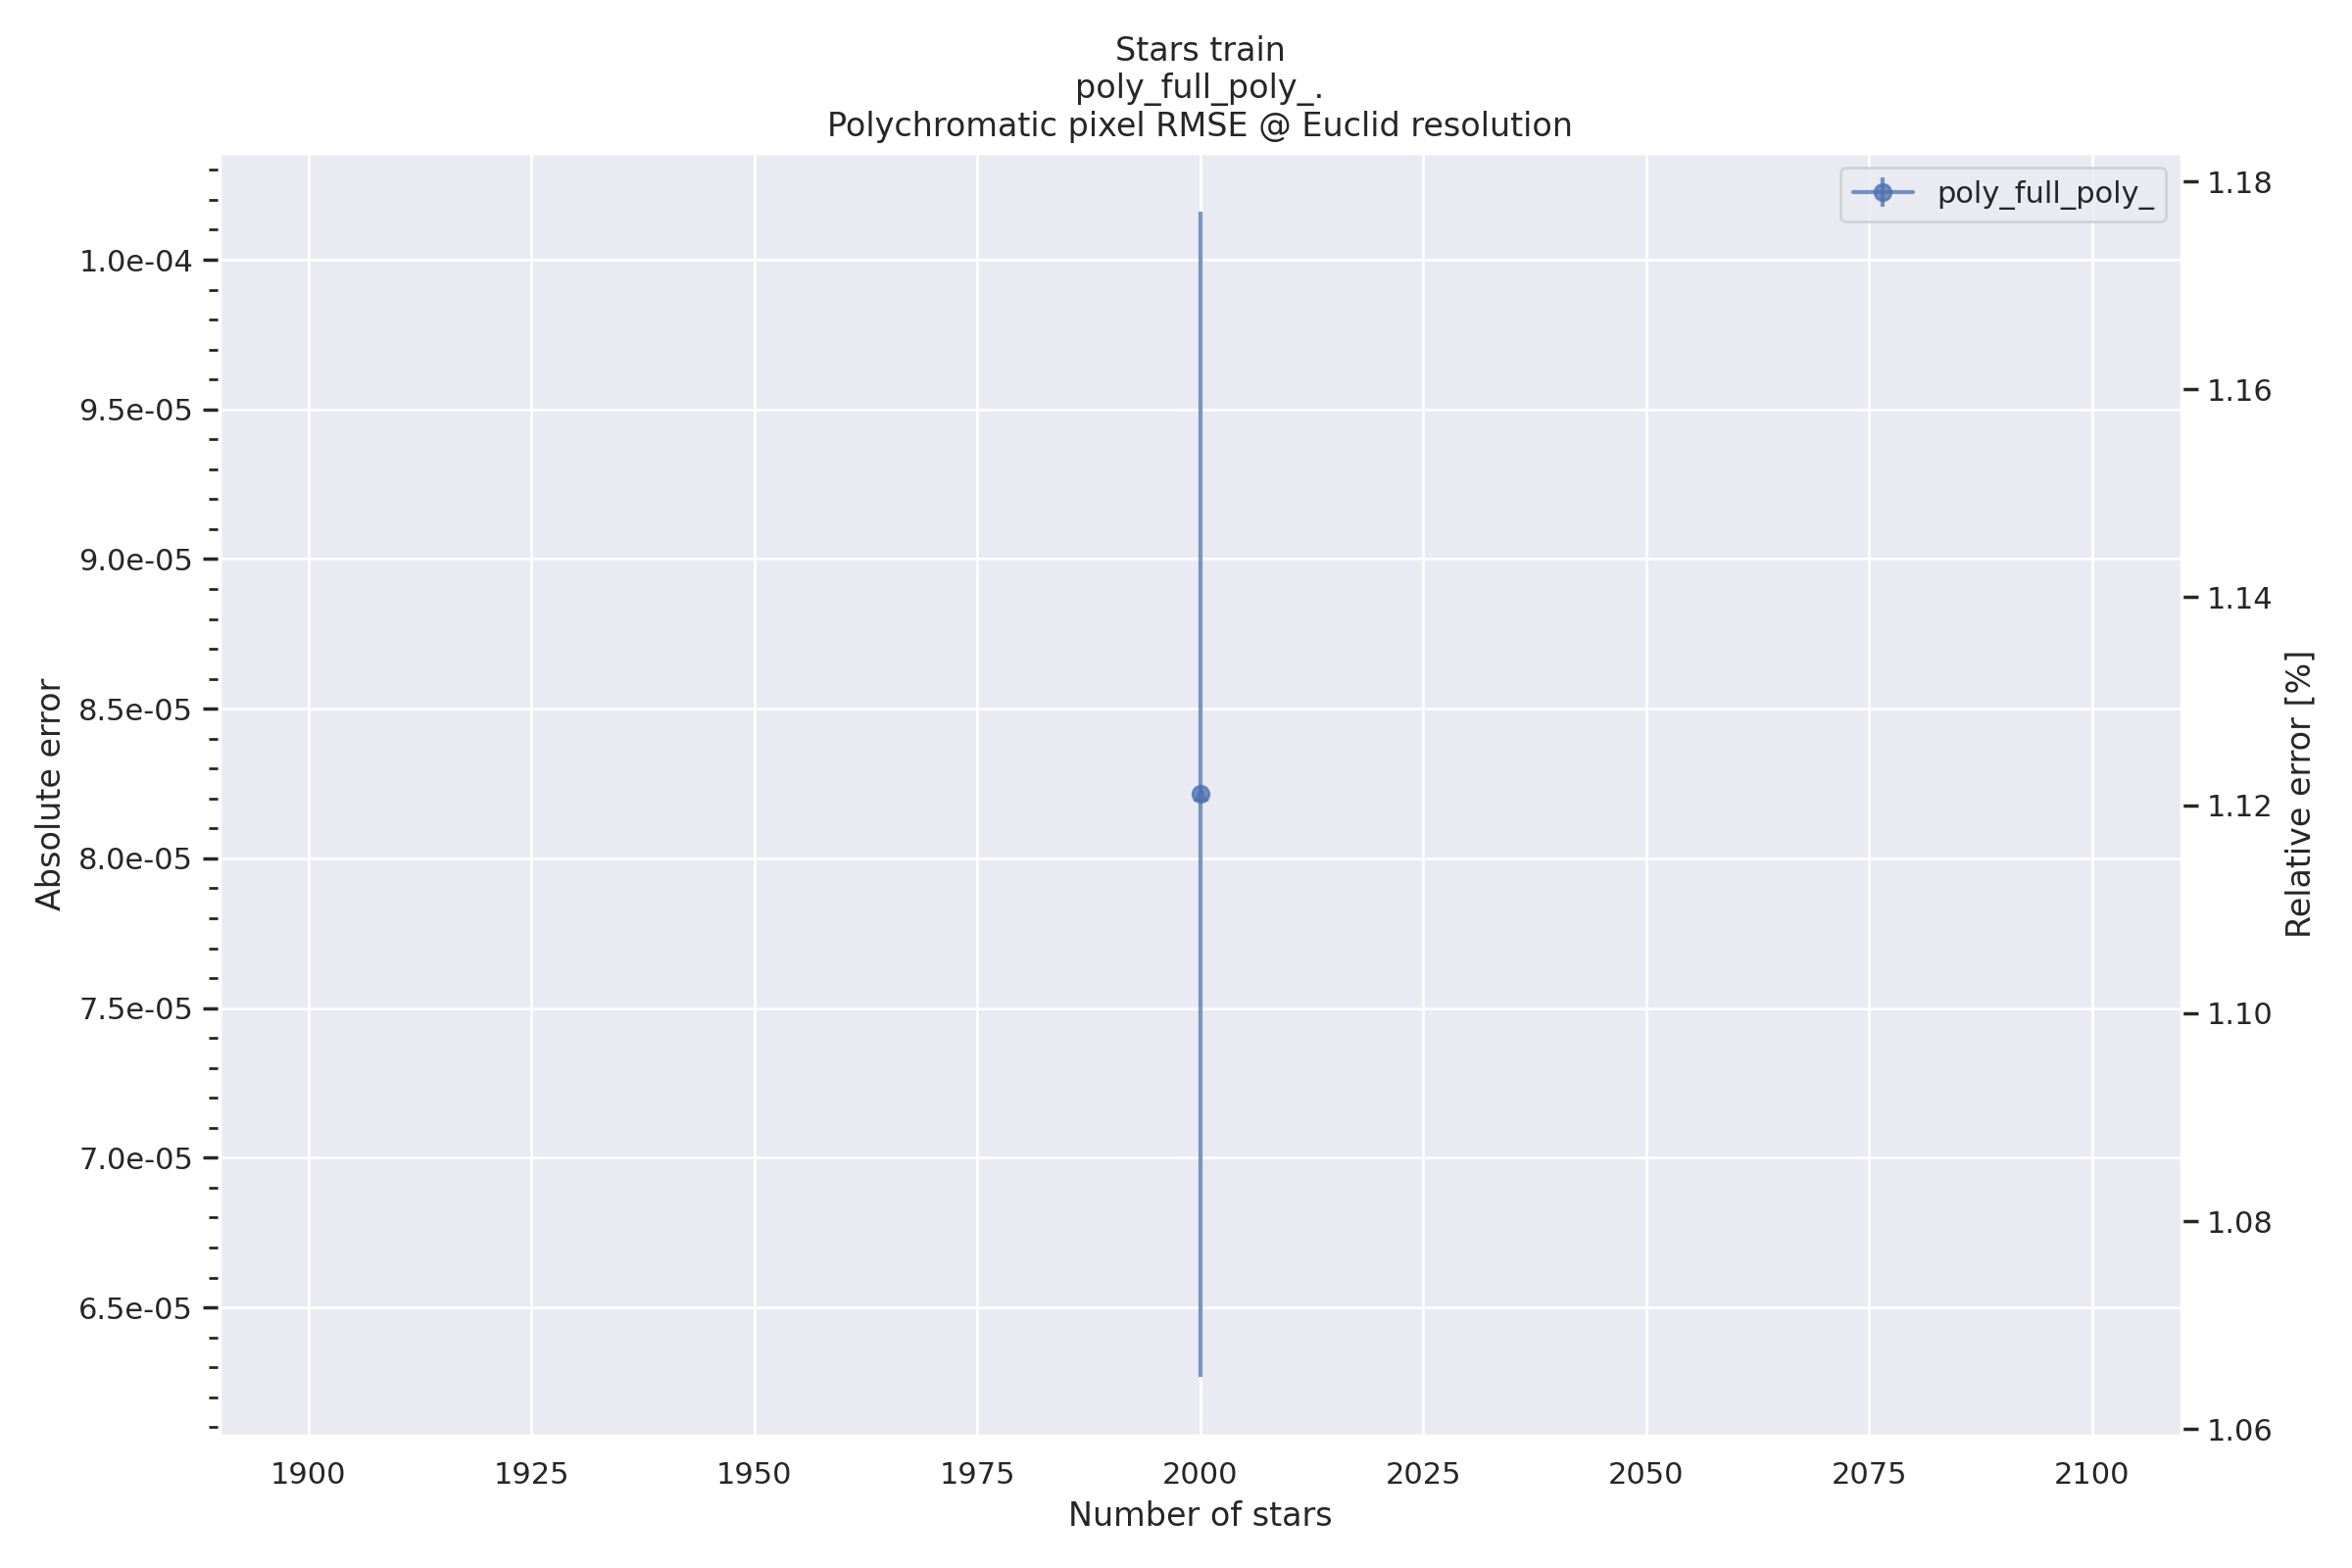 Stars train
poly_full_poly_.
Polychromatic pixel RMSE @ Euclid resolution
poly_full_poly_
Absolute error
1.0e-04
9.5e-05
9.0e-05
8.5e-05
8.0e-05
7.5e-05
7.0e-05
6.5e-05
1.18
1.16
1.14
1.12
1.10
1.08
1.06
Relative error [%]
1900 1925 1950 1975 2000 2025 2050 2075 2100
Number of stars